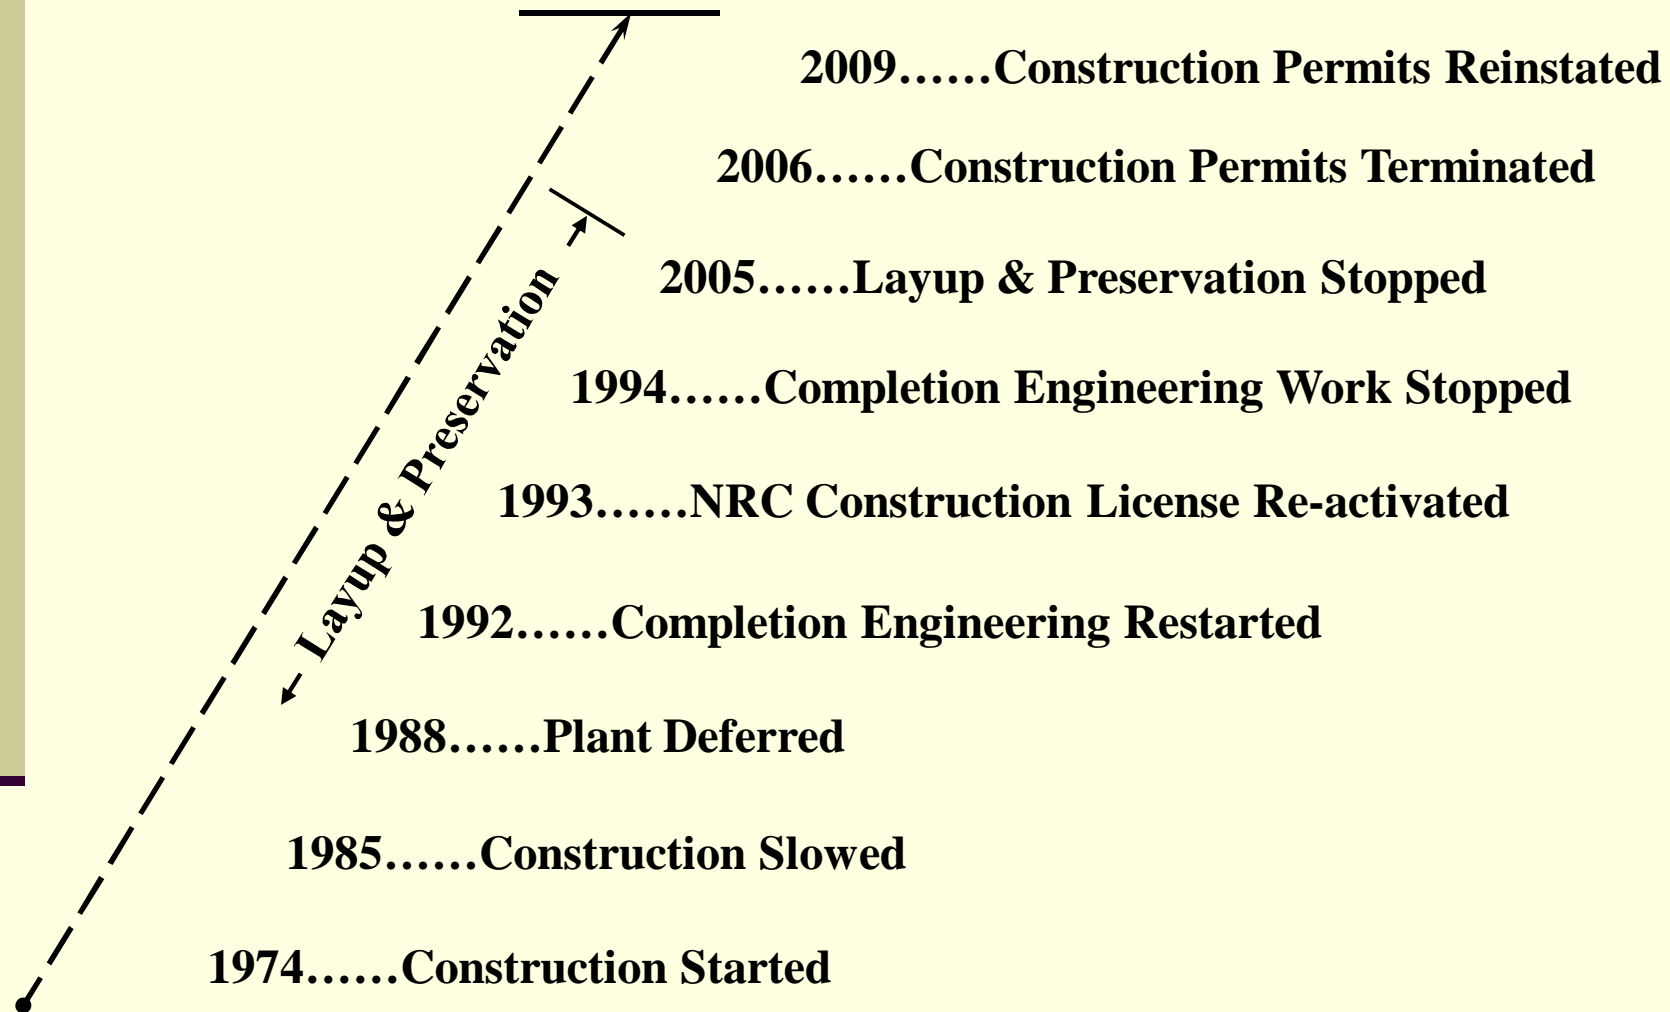 2009……Construction Permits Reinstated
2006……Construction Permits Terminated
2005……Layup & Preservation Stopped
1994……Completion Engineering Work Stopped
1993……NRC Construction License Re-activated
1992……Completion Engineering Restarted
1988……Plant Deferred
1985……Construction Slowed
1974……Construction Started
Layup & Preservation